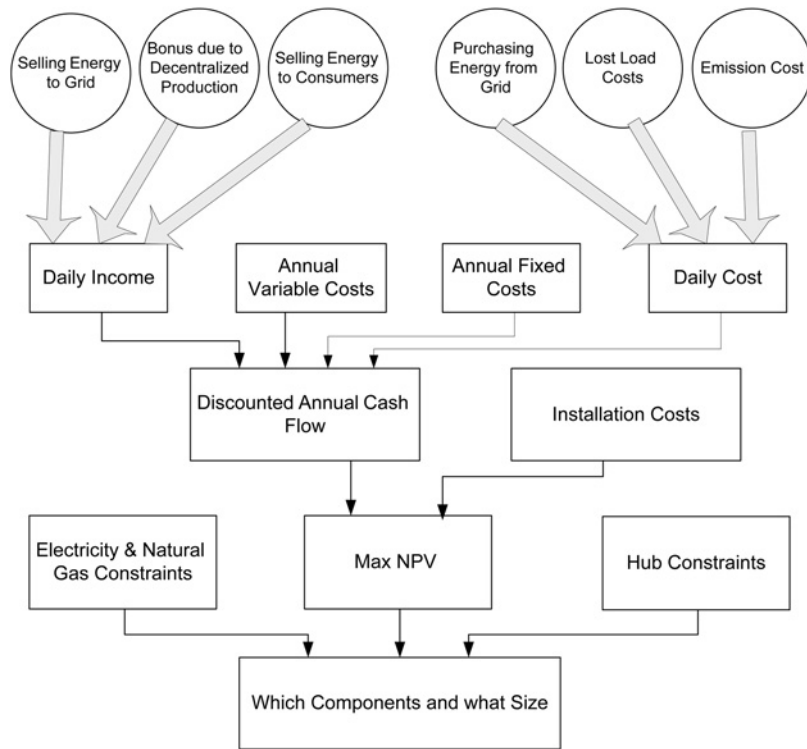 Selling Energy
to Grid
Bonus due to
Decentralized
Production
Selling Energy
to Consumers
Purchasing
Energy from
Grid
Lost Load
Costs
Emission Cost
Daily Income
Annual
Variable Costs
Annual Fixed
Costs
Daily Cost
Discounted Annual Cash
Flow
Installation Costs
Electricity & Natural
Gas Constraints
Max NPV
Hub Constraints
Which Components and what Size